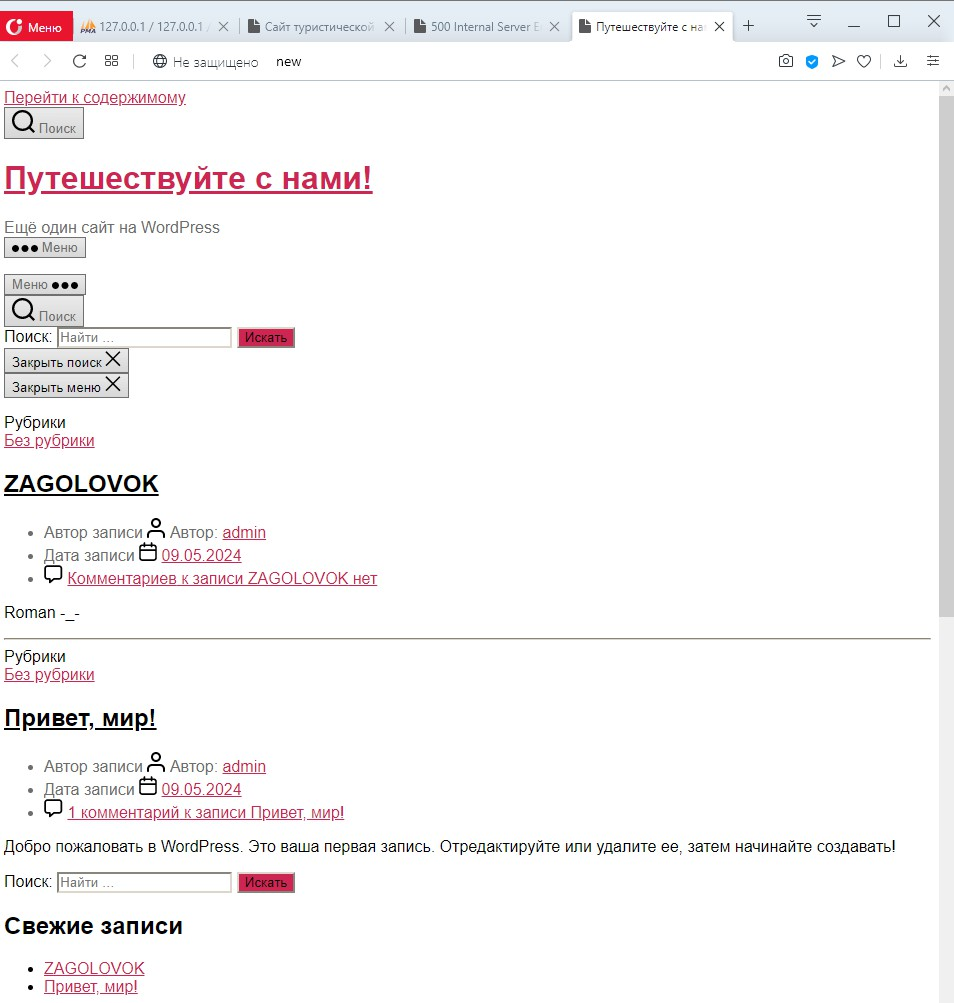 Меню
127.0.0.1 / 127.0.0.1 /
Сайт туристической
500 Internal Server E
Путешествуйте с на
Не защищено new
Перейти к содержимому
Поиск
Путешествуйте с нами!
Ещё один сайт на WordPress
Меню
Меню
Поиск
Поиск: Найти … Искать
Закрыть поиск
Закрыть меню
Рубрики
Без рубрики
ZAGOLOVOK
Автор записи Автор: admin
Дата записи 09.05.2024
Комментариев к записи ZAGOLOVOK нет
Roman -_-
Рубрики
Без рубрики
Привет, мир!
Автор записи Автор: admin
Дата записи 09.05.2024
1 комментарий к записи Привет, мир!
Добро пожаловать в WordPress. Это ваша первая запись. Отредактируйте или удалите ее, затем начинайте создавать!
Поиск: Найти … Искать
Свежие записи
ZAGOLOVOK
Привет, мир!